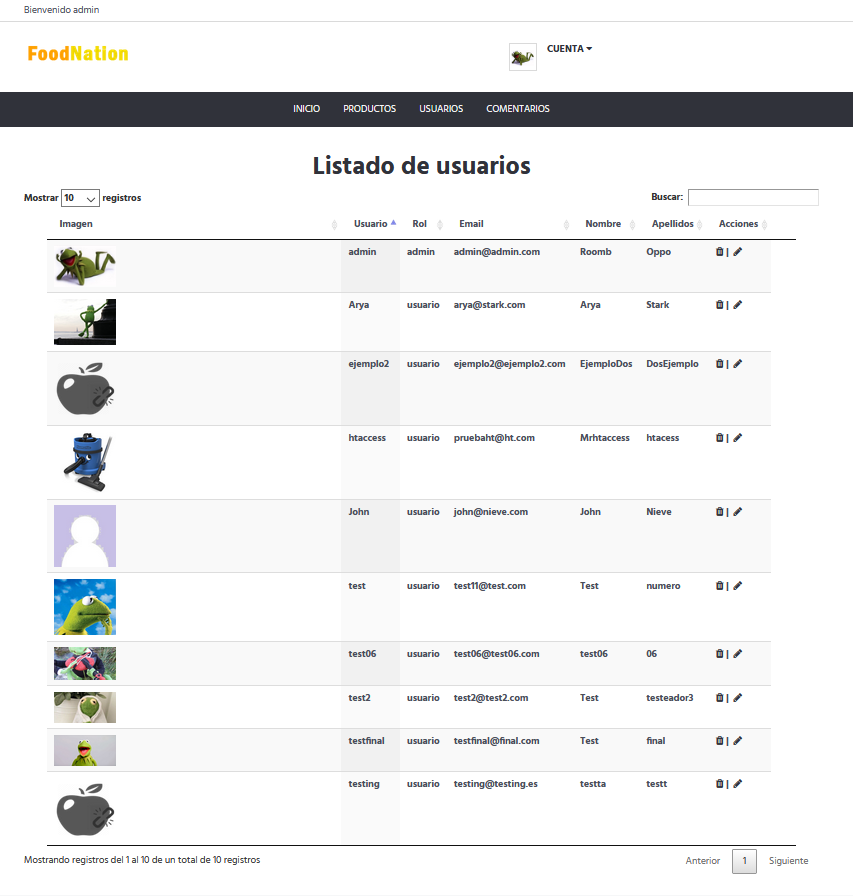 Bienvenido admin
FoodNation
CUENTA
INICIO PRODUCTOS USUARIOS COMENTARIOS
Listado de usuarios
Mostrar 10 registros Buscar:
Imagen Usuario Rol Email Nombre Apellidos Acciones
admin admin admin@admin.com Roomb Oppo |
Arya usuario arya@stark.com Arya Stark |
ejemplo2 usuario ejemplo2@ejemplo2.com EjemploDos DosEjemplo |
htaccess usuario pruebaht@ht.com Mrhtaccess htacess |
John usuario john@nieve.com John Nieve |
test usuario test11@test.com Test numero |
test06 usuario test06@test06.com test06 06 |
test2 usuario test2@test2.com Test testeador3 |
testfinal usuario testfinal@final.com Test final |
testing usuario testing@testing.es testta testt |
Mostrando registros del 1 al 10 de un total de 10 registros Anterior 1 Siguiente